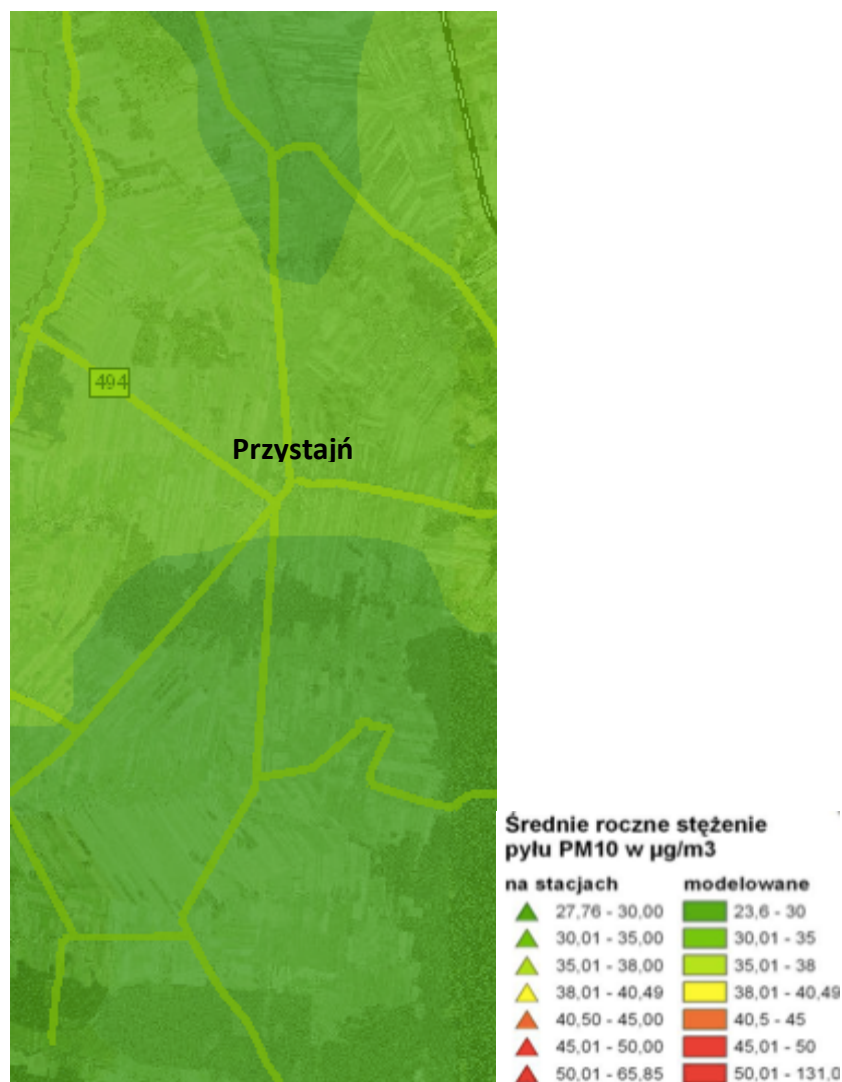 494
Przystajń
Średnie roczne stężenie
pyłu PM10 w µg/m3
na stacjach modelowane
27,76 - 30,00 23,6 - 30
30,01 - 35,00 30,01 - 35
35,01 - 38,00 35,01 - 38
38,01 - 40,49 38,01 - 40,49
40,50 - 45,00 40,5 - 45
45,01 - 50,00 45,01 - 50
50,01 - 65,85 50,01 - 131,0